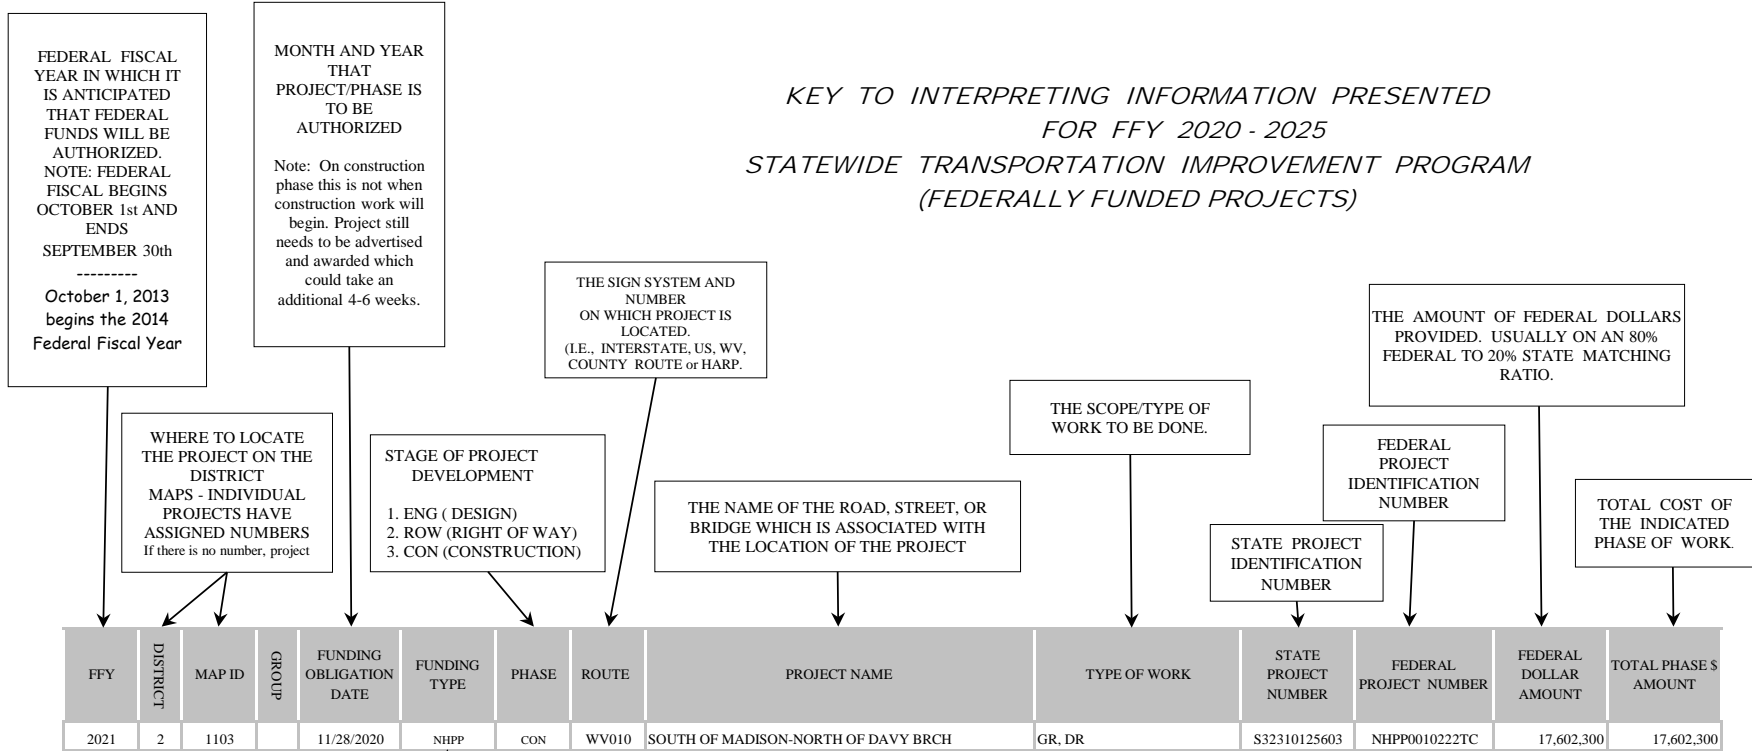 FEDERAL FISCAL
YEAR IN WHICH IT
IS ANTICIPATED
THAT FEDERAL
FUNDS WILL BE
AUTHORIZED.
NOTE: FEDERAL
FISCAL BEGINS
OCTOBER 1st AND
ENDS
SEPTEMBER 30th
---------
October 1, 2013
begins the 2014
Federal Fiscal Year
MONTH AND YEAR
THAT
PROJECT/PHASE IS
TO BE
AUTHORIZED
Note: On construction
phase this is not when
construction work will
begin. Project still
needs to be advertised
and awarded which
could take an
additional 4-6 weeks.
KEY TO INTERPRETING INFORMATION PRESENTED
FOR FFY 2020 - 2025
STATEWIDE TRANSPORTATION IMPROVEMENT PROGRAM
(FEDERALLY FUNDED PROJECTS)
THE SIGN SYSTEM AND
NUMBER
ON WHICH PROJECT IS
LOCATED.
(I.E., INTERSTATE, US, WV,
COUNTY ROUTE or HARP.
THE AMOUNT OF FEDERAL DOLLARS
PROVIDED. USUALLY ON AN 80%
FEDERAL TO 20% STATE MATCHING
RATIO.
WHERE TO LOCATE
THE PROJECT ON THE
DISTRICT
MAPS - INDIVIDUAL
PROJECTS HAVE
ASSIGNED NUMBERS
If there is no number, project
STAGE OF PROJECT
DEVELOPMENT
1. ENG ( DESIGN)
2. ROW (RIGHT OF WAY)
3. CON (CONSTRUCTION)
THE NAME OF THE ROAD, STREET, OR
BRIDGE WHICH IS ASSOCIATED WITH
THE LOCATION OF THE PROJECT
THE SCOPE/TYPE OF
WORK TO BE DONE.
STATE PROJECT
IDENTIFICATION
NUMBER
FEDERAL
PROJECT
IDENTIFICATION
NUMBER
TOTAL COST OF
THE INDICATED
PHASE OF WORK.
FFY
DISTRICT
MAP ID
GROUP
FUNDING
OBLIGATION
DATE
FUNDING
TYPE
PHASE
ROUTE
PROJECT NAME
TYPE OF WORK
STATE
PROJECT
NUMBER
FEDERAL
PROJECT NUMBER
FEDERAL
DOLLAR
AMOUNT
TOTAL PHASE $
AMOUNT
2021 2 1103 11/28/2020 NHPP CON WV010 SOUTH OF MADISON-NORTH OF DAVY BRCH GR, DR S32310125603 NHPP0010222TC 17,602,300 17,602,300